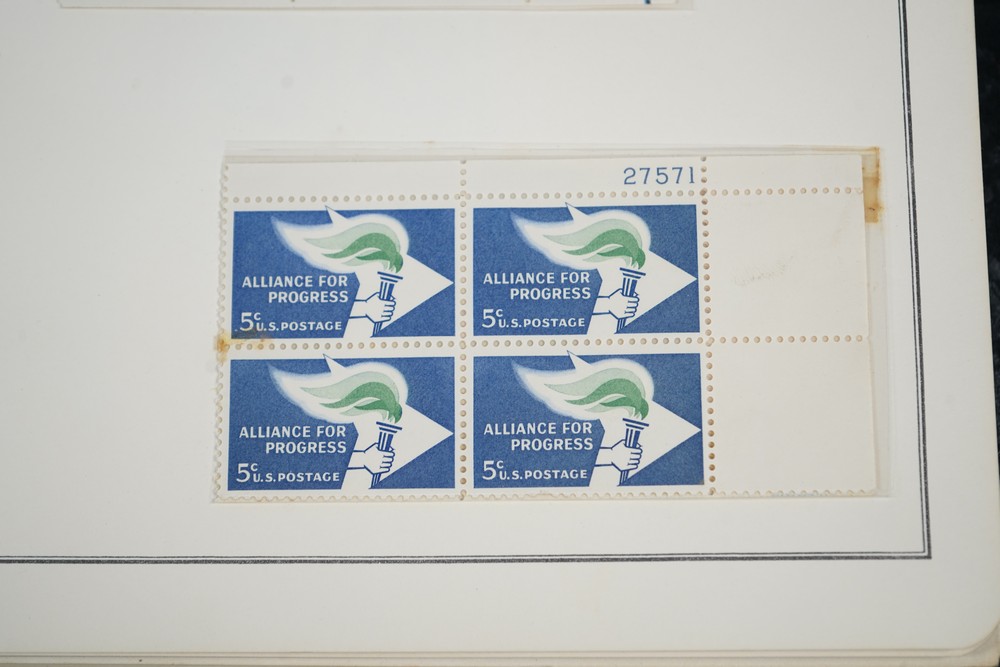 27571
ALLIANCE FOR
PROGRESS
5c U.S. POSTAGE
ALLIANCE FOR
PROGRESS
5c U.S. POSTAGE
ALLIANCE FOR
PROGRESS
5c U.S. POSTAGE
ALLIANCE FOR
PROGRESS
5c U.S. POSTAGE